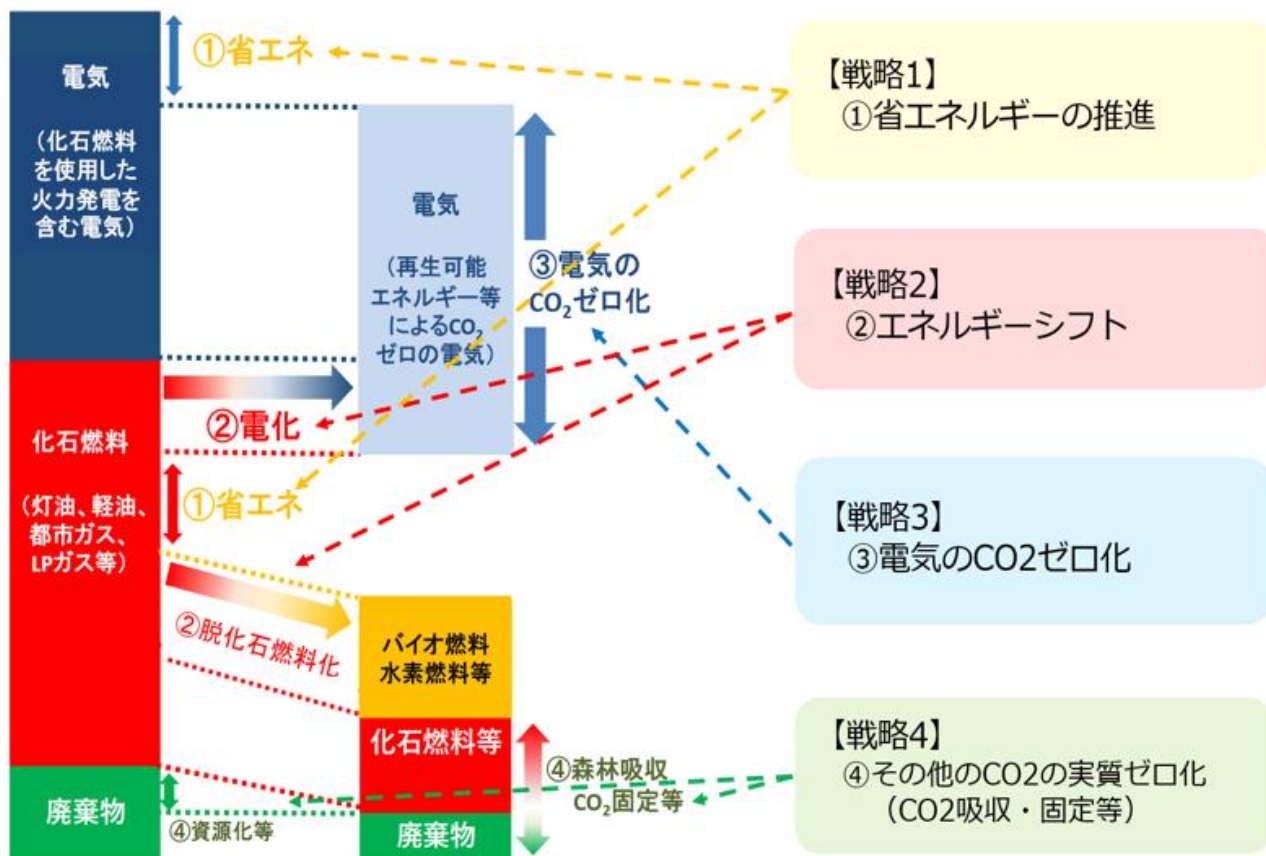 電気
(化石燃料
を使用した
火力発電を
含む電気)
化石燃料
(灯油、軽油、
都市ガス、
LPガス等)
廃棄物
①省エネ
②電化
①省エネ
②脱化石燃料化
④資源化等
電気
(再生可能
エネルギー等
によるCO₂
ゼロの電気)
バイオ燃料
水素燃料等
化石燃料等
廃棄物
③電気の
CO₂ゼロ化
④森林吸収
CO₂固定等
【戦略1】
①省エネルギーの推進
【戦略2】
②エネルギーシフト
【戦略3】
③電気のCO2ゼロ化
【戦略4】
④その他のCO2の実質ゼロ化
(CO2吸収・固定等)